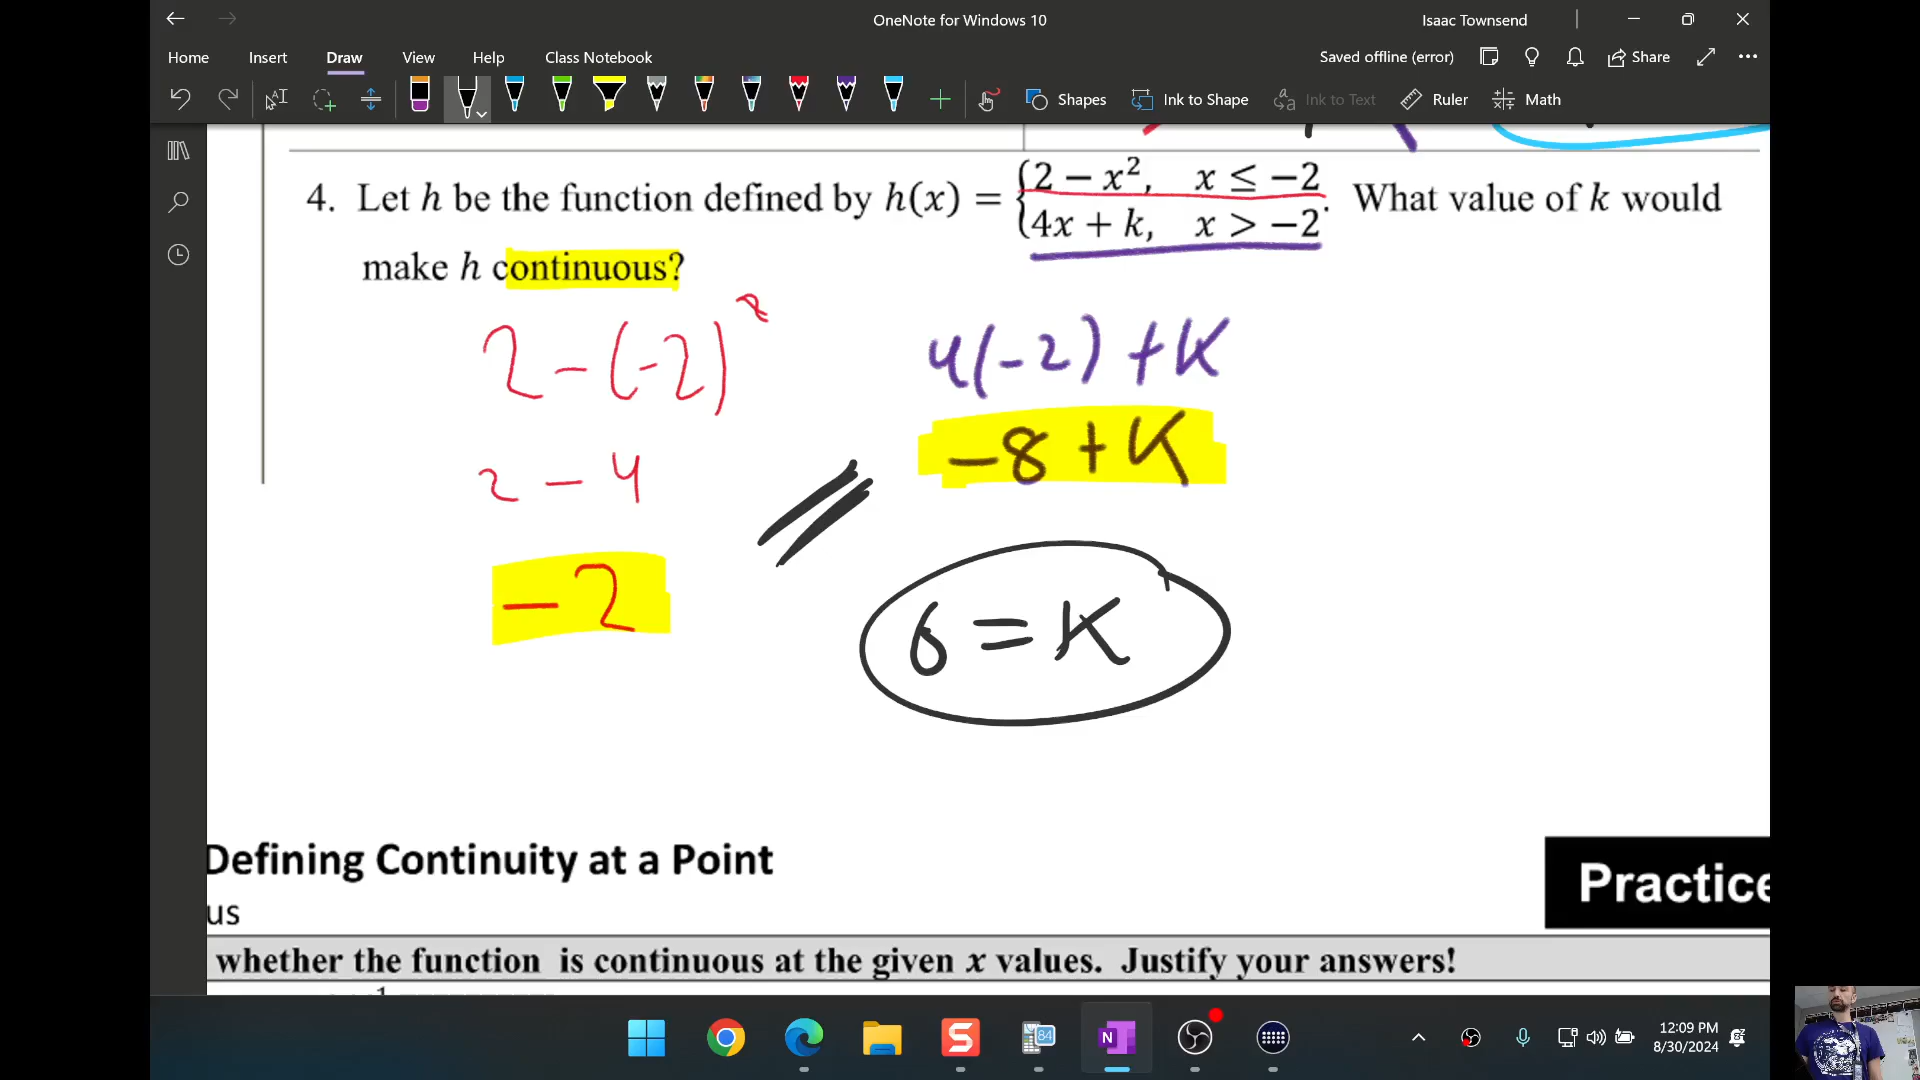 OneNote for Windows 10
Isaac Townsend
Home Insert Draw View Help Class Notebook
Saved offline (error) Share
Shapes Ink to Shape Ink to Text Ruler Math
4. Let h be the function defined by h(x) = {2 − x², x ≤ −2
{4x + k, x > −2. What value of k would
make h continuous?
2 − (−2)²
4(−2) + K
−8 + K
2 − 4
=
−2
6 = K
Defining Continuity at a Point
Practice
us
whether the function is continuous at the given x values. Justify your answers!
S
84
N
12:09 PM
8/30/2024